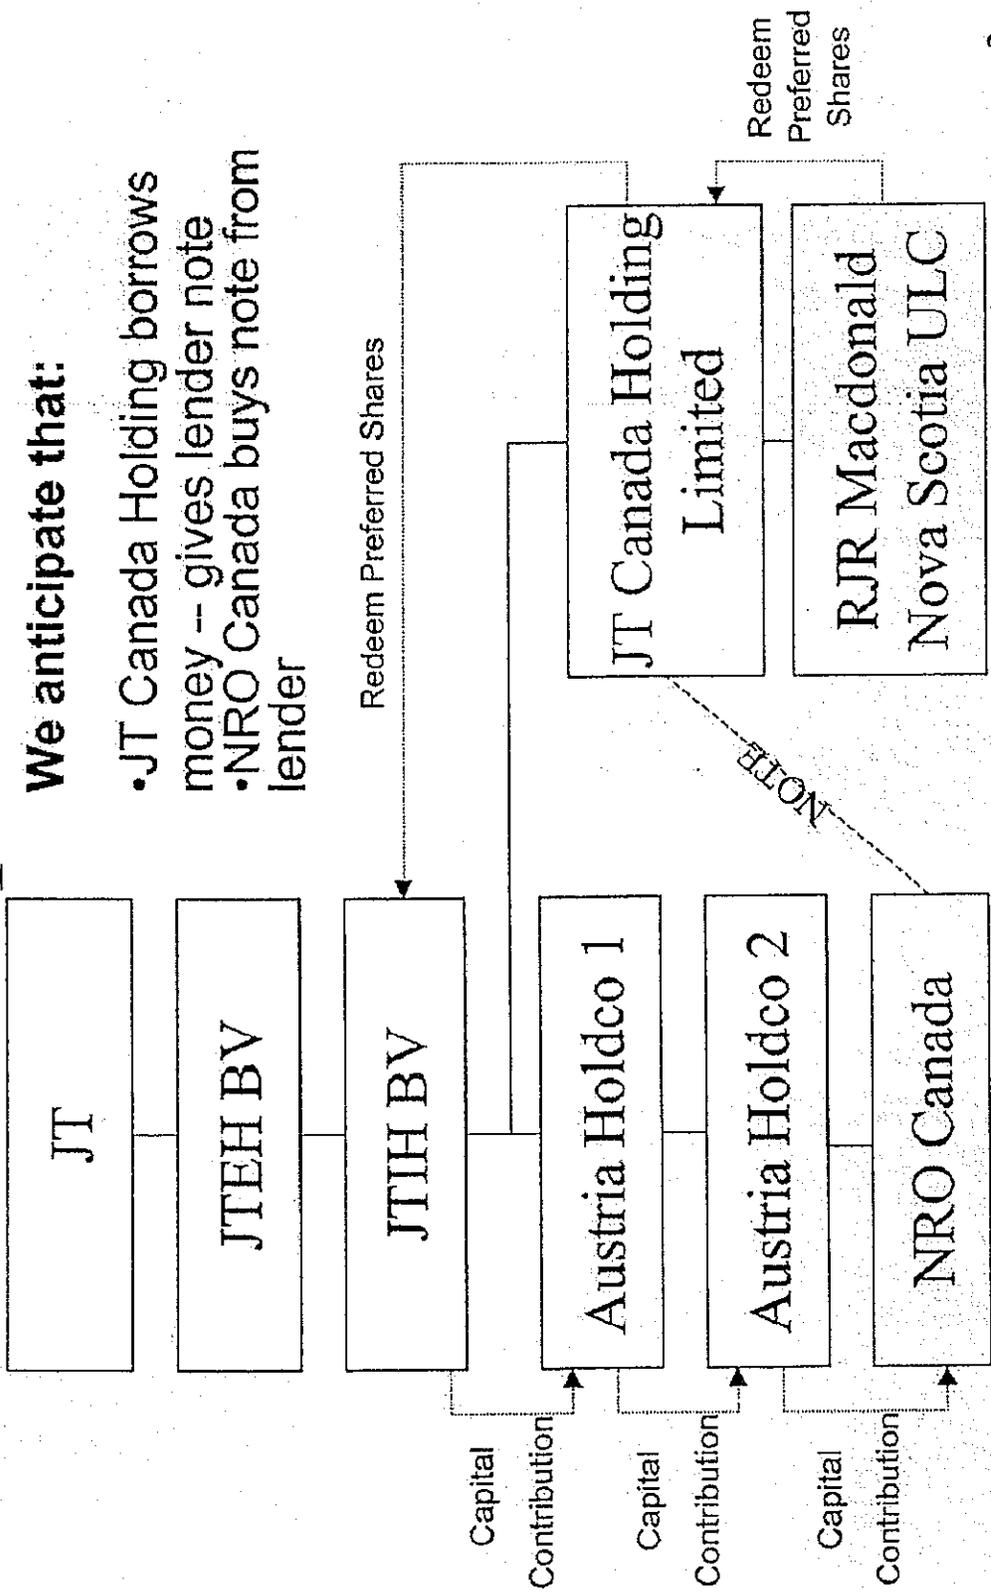 We anticipate that:
•JT Canada Holding borrows
money -- gives lender note
•NRO Canada buys note from
lender
JT
JTEH BV
JTIH BV
Redeem Preferred Shares
Capital
Contribution
Austria Holdco 1
Capital
Contribution
Austria Holdco 2
Capital
Contribution
NRO Canada
NOTE
JT Canada Holding
Limited
Redeem
Preferred
Shares
RJR Macdonald
Nova Scotia ULC